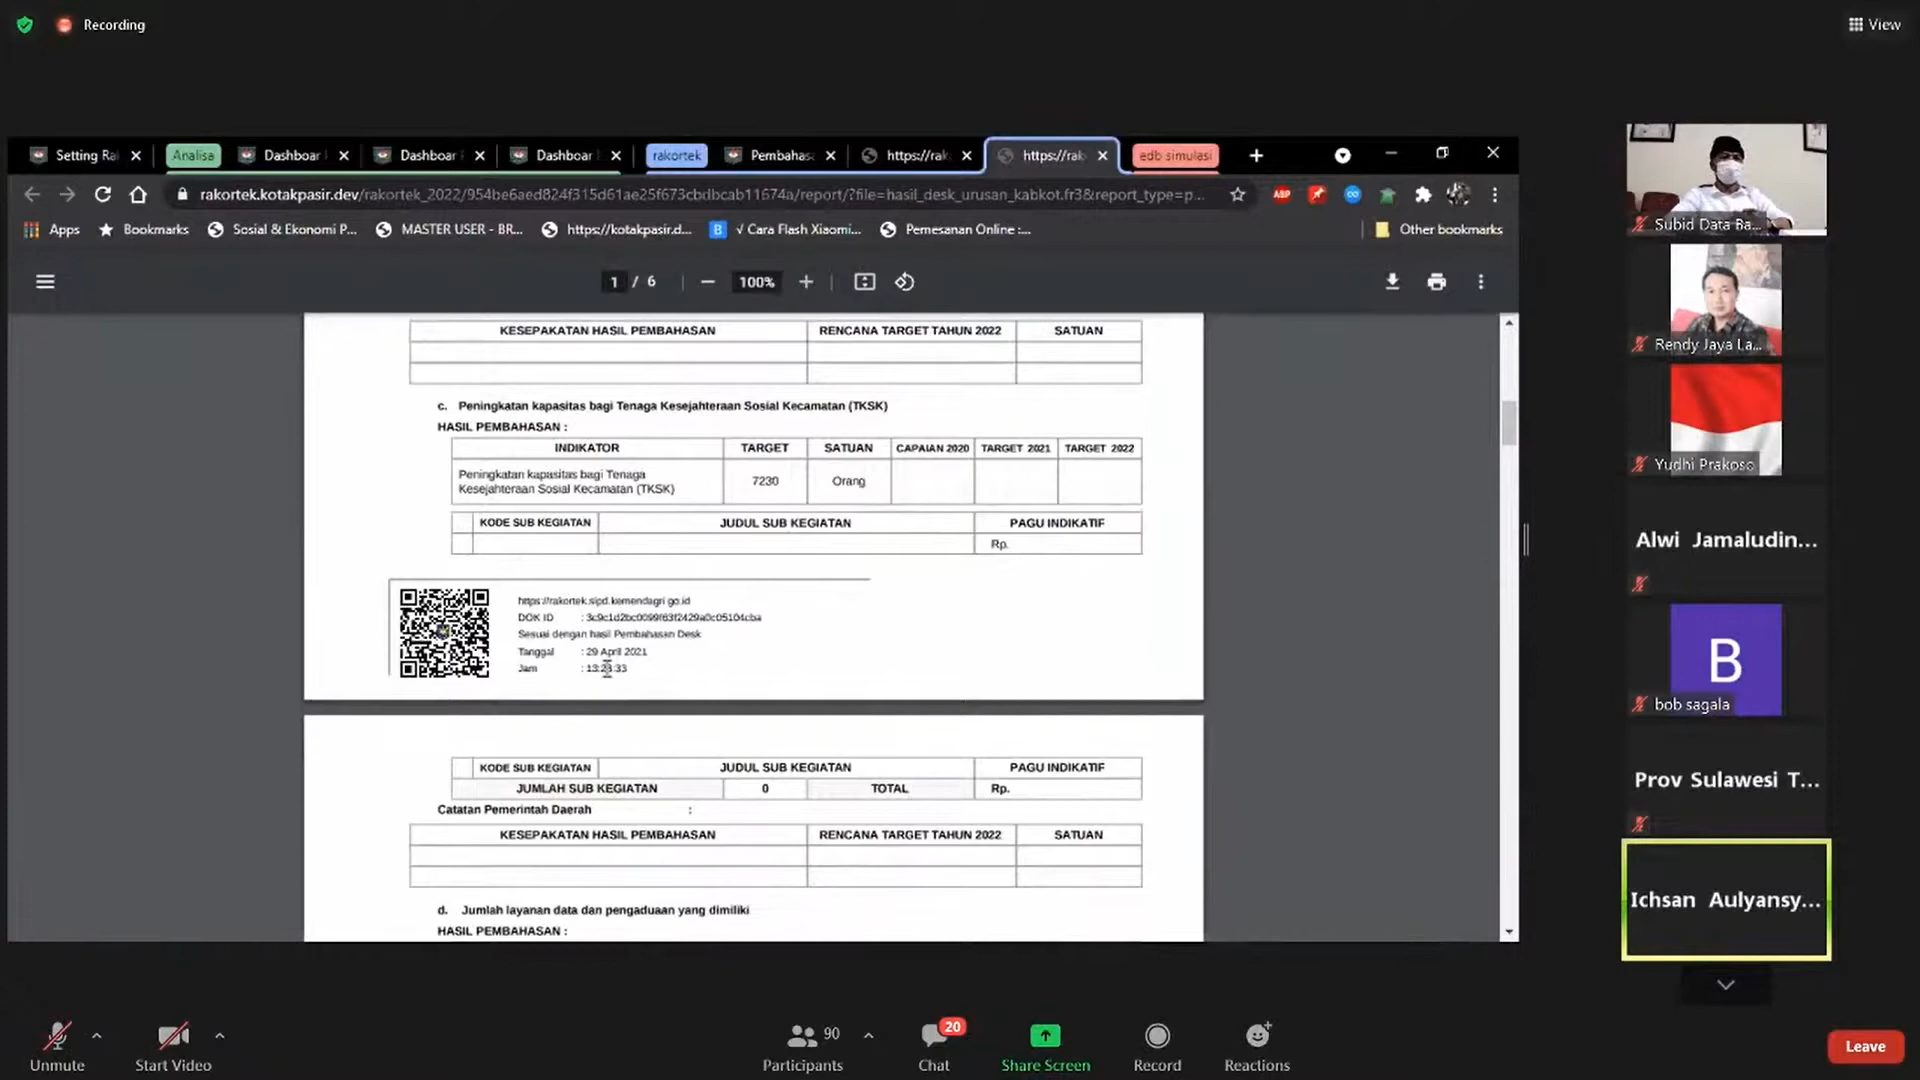 Recording
View
Setting Ra
Analisa
Dashboar
Dashboar
Dashboar
rakortek
Pembahas
https://rak
https://rak
edb simulasi
rakortek.kotakpasir.dev/rakortek_2022/954be6aed824f315d61ae25f673cbdbcab11674a/report/?file=hasil_desk_urusan_kabkot.fr3&report_type=p...
ABP
Apps
Bookmarks
Sosial & Ekonomi P...
MASTER USER - BR...
https://kotakpasir.d...
B √ Cara Flash Xiaomi...
Pemesanan Online :...
Other bookmarks
1 / 6
100%
KESEPAKATAN HASIL PEMBAHASAN RENCANA TARGET TAHUN 2022 SATUAN
c. Peningkatan kapasitas bagi Tenaga Kesejahteraan Sosial Kecamatan (TKSK)
HASIL PEMBAHASAN :
INDIKATOR TARGET SATUAN CAPAIAN 2020 TARGET 2021 TARGET 2022
Peningkatan kapasitas bagi Tenaga
Kesejahteraan Sosial Kecamatan (TKSK) 7230 Orang
KODE SUB KEGIATAN JUDUL SUB KEGIATAN PAGU INDIKATIF
Rp.
https://rakortek.sipd.kemendagri.go.id
DOK ID
Sesuai dengan hasil Pembahasan Desk
Tanggal : 29 April 2021
Jam
KODE SUB KEGIATAN JUDUL SUB KEGIATAN PAGU INDIKATIF
JUMLAH SUB KEGIATAN 0 TOTAL Rp.
Catatan Pemerintah Daerah :
KESEPAKATAN HASIL PEMBAHASAN RENCANA TARGET TAHUN 2022 SATUAN
d. Jumlah layanan data dan pengaduaan yang dimiliki
HASIL PEMBAHASAN :
Subid Data Ba...
Rendy Jaya La...
Yudhi Prakoso
Alwi Jamaludin...
B
bob sagala
Prov Sulawesi T...
Ichsan Aulyansy...
Unmute
Start Video
90
Participants
20
Chat
Share Screen
Record
Reactions
Leave